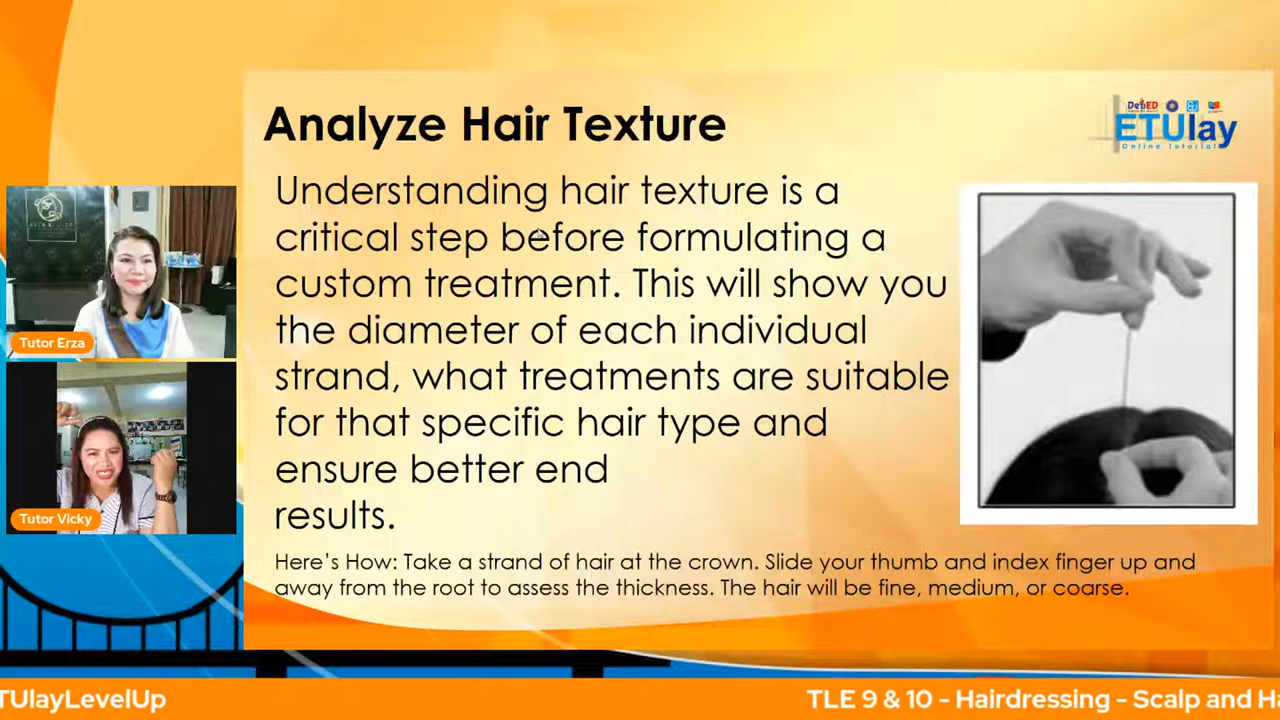 Analyze Hair Texture
DepED
ETUlay
Online Tutorial
Understanding hair texture is a
critical step before formulating a
custom treatment. This will show you
the diameter of each individual
strand, what treatments are suitable
for that specific hair type and
ensure better end
results.
Here's How: Take a strand of hair at the crown. Slide your thumb and index finger up and
away from the root to assess the thickness. The hair will be fine, medium, or coarse.
Tutor Erza
Tutor Vicky
TUlayLevelUp
TLE 9 & 10 - Hairdressing - Scalp and Ha